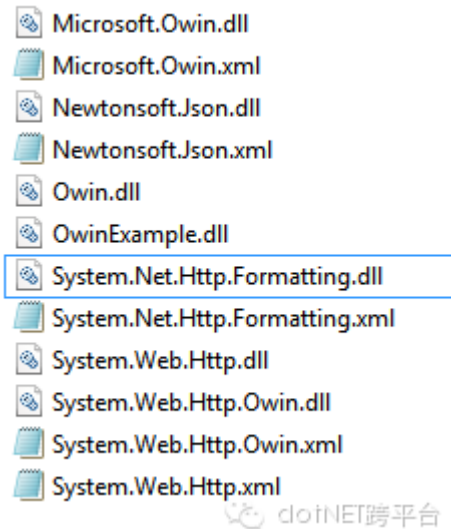 Microsoft.Owin.dll
Microsoft.Owin.xml
Newtonsoft.Json.dll
Newtonsoft.Json.xml
Owin.dll
OwinExample.dll
System.Net.Http.Formatting.dll
System.Net.Http.Formatting.xml
System.Web.Http.dll
System.Web.Http.Owin.dll
System.Web.Http.Owin.xml
System.Web.Http.xml
dotNET跨平台